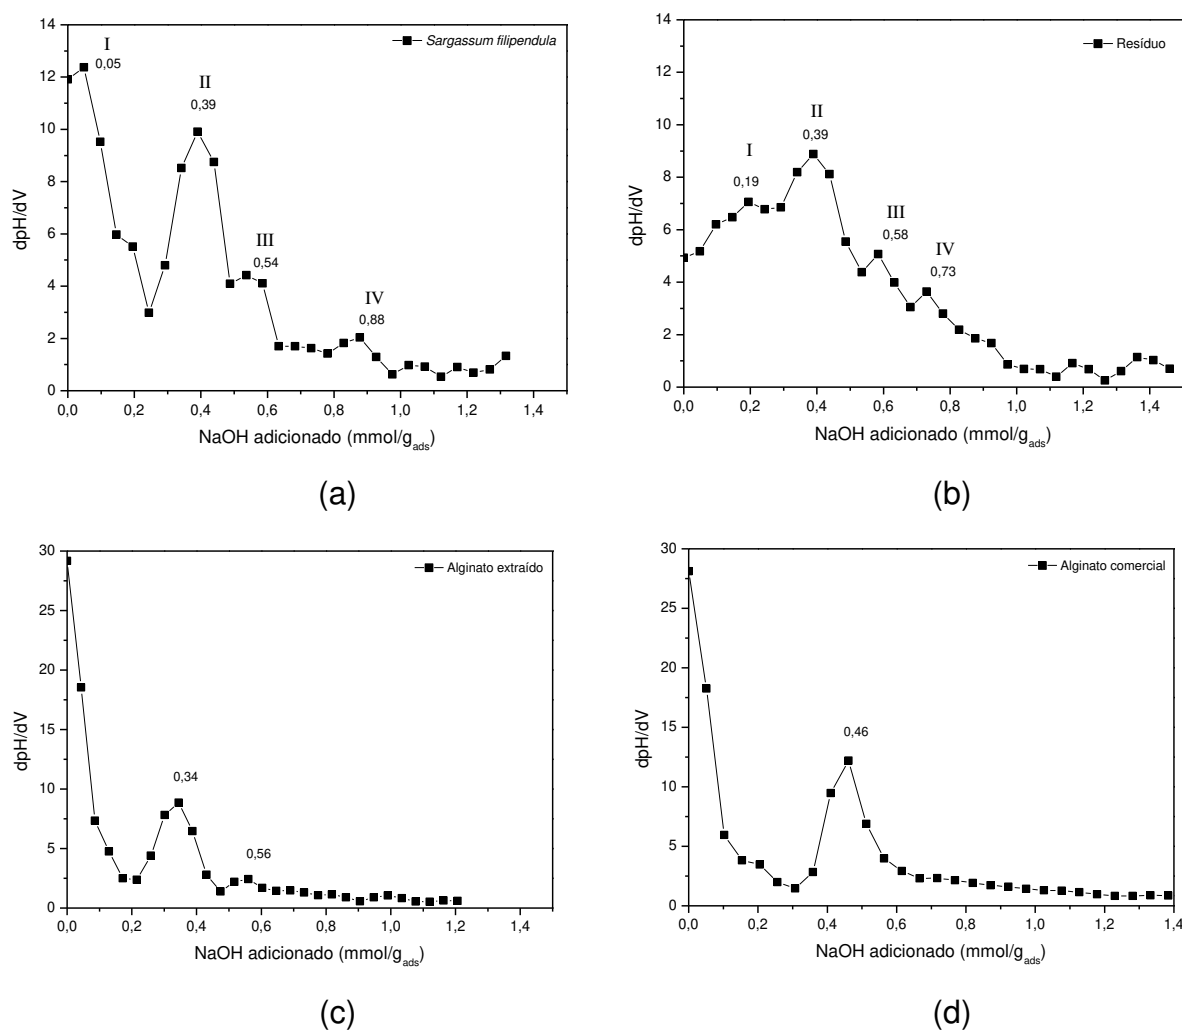 14
12
10
8
6
4
2
0
dpH/dV
Sargassum filipendula
I
0,05
II
0,39
III
0,54
IV
0,88
0,0 0,2 0,4 0,6 0,8 1,0 1,2 1,4
NaOH adicionado (mmol/gads)
(a)
14
12
10
8
6
4
2
0
dpH/dV
Resíduo
I
0,19
II
0,39
III
0,58
IV
0,73
0,0 0,2 0,4 0,6 0,8 1,0 1,2 1,4
NaOH adicionado (mmol/gads)
(b)
30
25
20
15
10
5
0
dpH/dV
Alginato extraído
0,34
0,56
0,0 0,2 0,4 0,6 0,8 1,0 1,2 1,4
NaOH adicionado (mmol/gads)
(c)
30
25
20
15
10
5
0
dpH/dV
Alginato comercial
0,46
0,0 0,2 0,4 0,6 0,8 1,0 1,2 1,4
NaOH adicionado (mmol/gads)
(d)